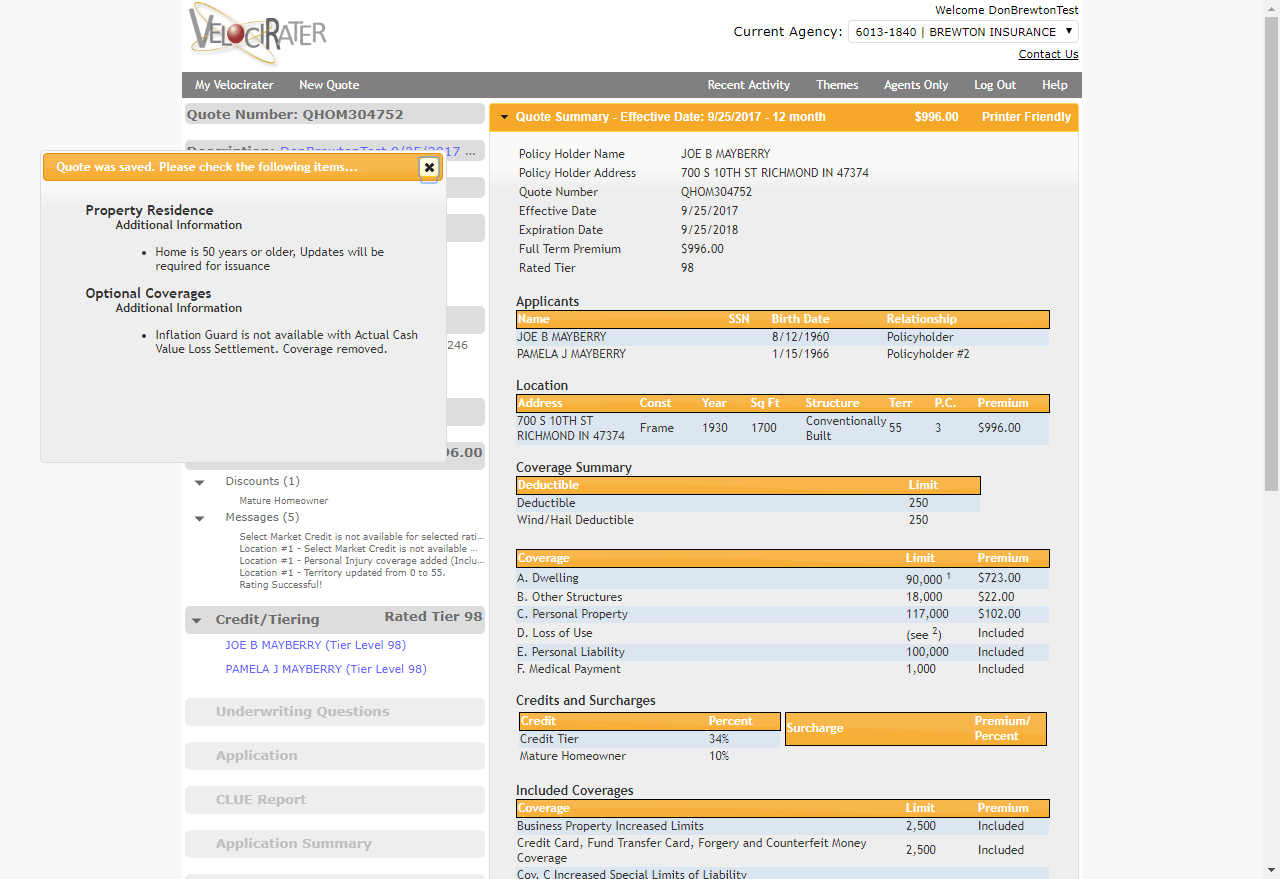 VELOCIRATER
Welcome DonBrewtonTest
Current Agency: 6013-1840 | BREWTON INSURANCE
Contact Us
My Velocirater New Quote Recent Activity Themes Agents Only Log Out Help
Quote Number: QHOM304752
Description: DonBrewtonTest 9/25/2017 ...
Quote was saved. Please check the following items...
Property Residence
Additional Information
• Home is 50 years or older, Updates will be
required for issuance
Optional Coverages
Additional Information
• Inflation Guard is not available with Actual Cash
Value Loss Settlement. Coverage removed.
246
96.00
Discounts (1)
Mature Homeowner
Messages (5)
Select Market Credit is not available for selected rati...
Location #1 - Select Market Credit is not available ...
Location #1 - Personal Injury coverage added (Inclu...
Location #1 - Territory updated from 0 to 55.
Rating Successful!
Credit/Tiering Rated Tier 98
JOE B MAYBERRY (Tier Level 98)
PAMELA J MAYBERRY (Tier Level 98)
Underwriting Questions
Application
CLUE Report
Application Summary
Quote Summary - Effective Date: 9/25/2017 - 12 month $996.00 Printer Friendly
Policy Holder Name JOE B MAYBERRY
Policy Holder Address 700 S 10TH ST RICHMOND IN 47374
Quote Number QHOM304752
Effective Date 9/25/2017
Expiration Date 9/25/2018
Full Term Premium $996.00
Rated Tier 98
Applicants
Name SSN Birth Date Relationship
JOE B MAYBERRY 8/12/1960 Policyholder
PAMELA J MAYBERRY 1/15/1966 Policyholder #2
Location
Address Const Year Sq Ft Structure Terr P.C. Premium
700 S 10TH ST
RICHMOND IN 47374 Frame 1930 1700 Conventionally Built 55 3 $996.00
Coverage Summary
Deductible Limit
Deductible 250
Wind/Hail Deductible 250
Coverage Limit Premium
A. Dwelling 90,000 1 $723.00
B. Other Structures 18,000 $22.00
C. Personal Property 117,000 $102.00
D. Loss of Use (see 2) Included
E. Personal Liability 100,000 Included
F. Medical Payment 1,000 Included
Credits and Surcharges
Credit Percent Surcharge Premium/ Percent
Credit Tier 34%
Mature Homeowner 10%
Included Coverages
Coverage Limit Premium
Business Property Increased Limits 2,500 Included
Credit Card, Fund Transfer Card, Forgery and Counterfeit Money
Coverage 2,500 Included
Cov. C Increased Special Limits of Liability